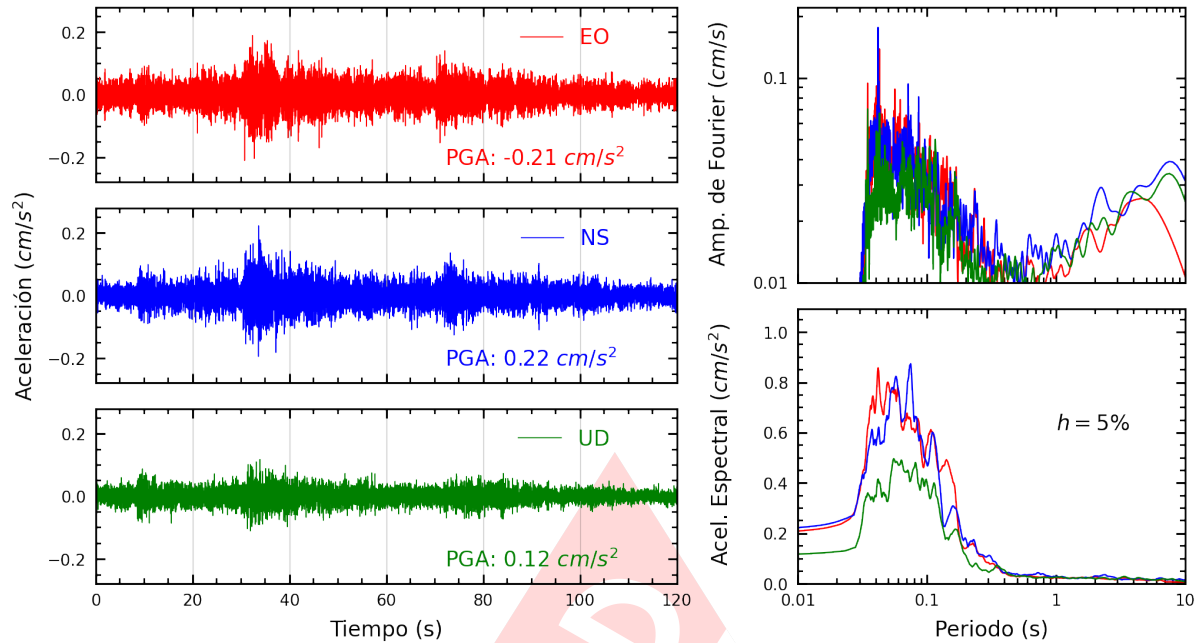 Aceleración (cm/s²)
0.2
0.0
−0.2
EO
PGA: -0.21 cm/s²
0.2
0.0
−0.2
NS
PGA: 0.22 cm/s²
0.2
0.0
−0.2
UD
PGA: 0.12 cm/s²
0 20 40 60 80 100 120
Tiempo (s)
Amp. de Fourier (cm/s)
0.1
0.01
Acel. Espectral (cm/s²)
1.0
0.8
0.6
0.4
0.2
0.0
h = 5%
0.01 0.1 1 10
Periodo (s)